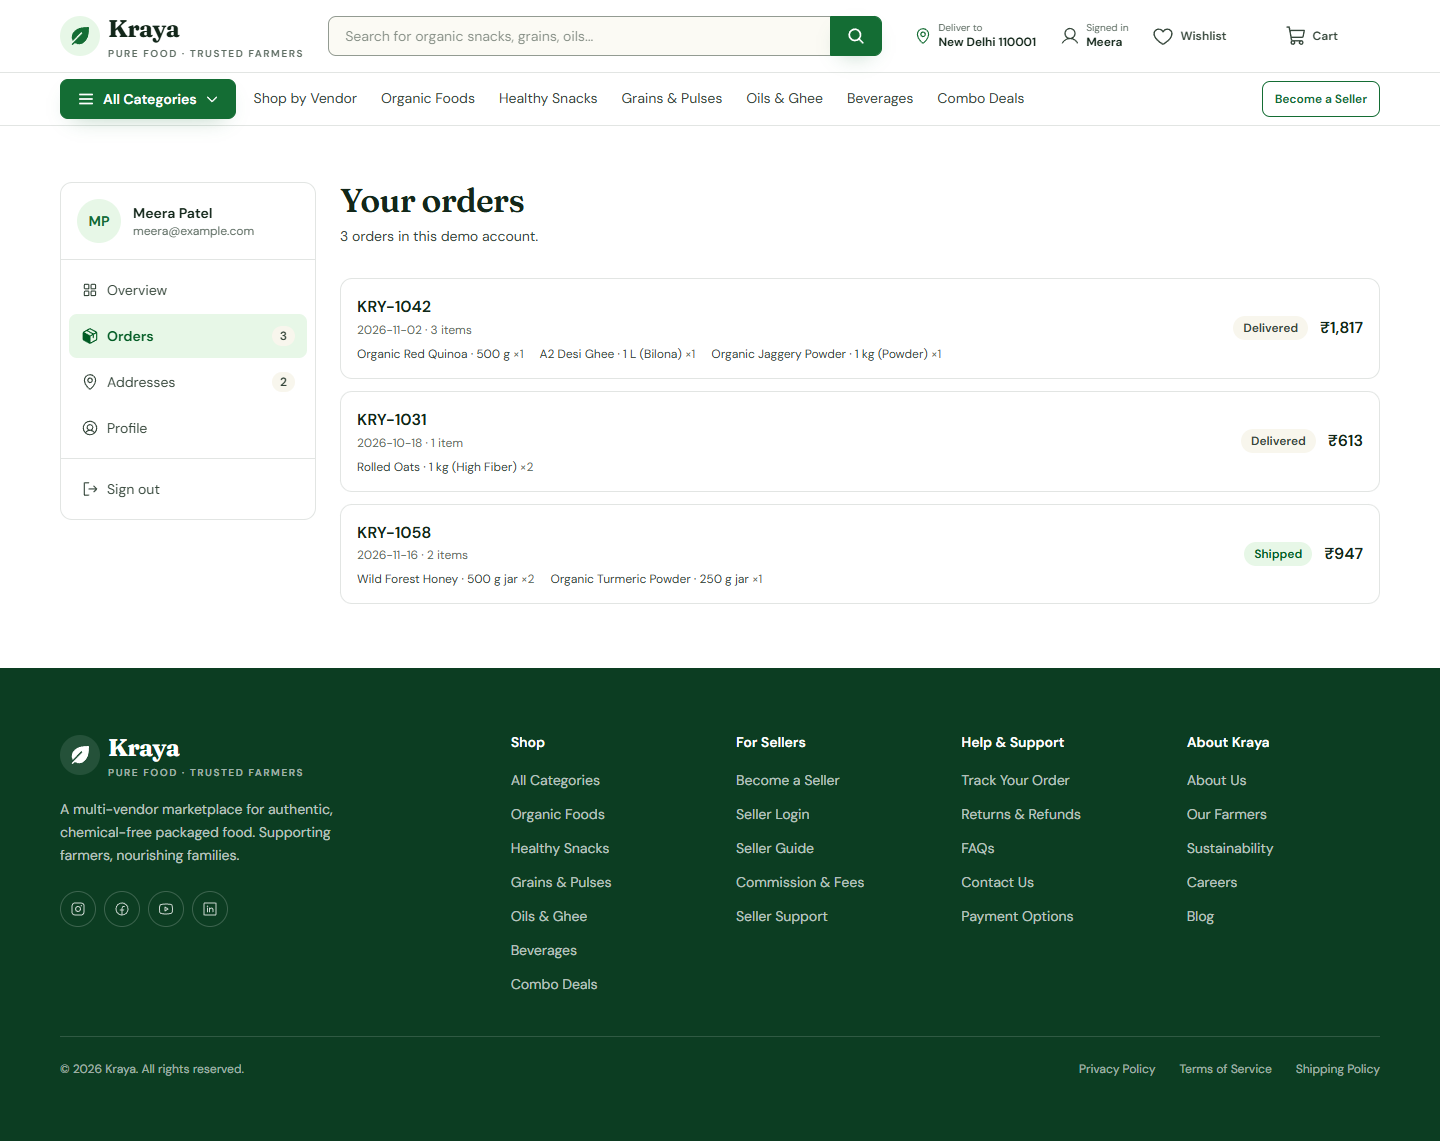 Kraya
PURE FOOD · TRUSTED FARMERS
Search for organic snacks, grains, oils...
Deliver to
New Delhi 110001
Signed in
Meera
Wishlist
Cart
All Categories
Shop by Vendor
Organic Foods
Healthy Snacks
Grains & Pulses
Oils & Ghee
Beverages
Combo Deals
Become a Seller
MP
Meera Patel
meera@example.com
Overview
Orders 3
Addresses 2
Profile
Sign out
Your orders
3 orders in this demo account.
KRY-1042
2026-11-02 · 3 items
Organic Red Quinoa · 500 g ×1 A2 Desi Ghee · 1 L (Bilona) ×1 Organic Jaggery Powder · 1 kg (Powder) ×1
Delivered ₹1,817
KRY-1031
2026-10-18 · 1 item
Rolled Oats · 1 kg (High Fiber) ×2
Delivered ₹613
KRY-1058
2026-11-16 · 2 items
Wild Forest Honey · 500 g jar ×2 Organic Turmeric Powder · 250 g jar ×1
Shipped ₹947
Kraya
PURE FOOD · TRUSTED FARMERS
A multi-vendor marketplace for authentic,
chemical-free packaged food. Supporting
farmers, nourishing families.
Shop
All Categories
Organic Foods
Healthy Snacks
Grains & Pulses
Oils & Ghee
Beverages
Combo Deals
For Sellers
Become a Seller
Seller Login
Seller Guide
Commission & Fees
Seller Support
Help & Support
Track Your Order
Returns & Refunds
FAQs
Contact Us
Payment Options
About Kraya
About Us
Our Farmers
Sustainability
Careers
Blog
© 2026 Kraya. All rights reserved.
Privacy Policy
Terms of Service
Shipping Policy